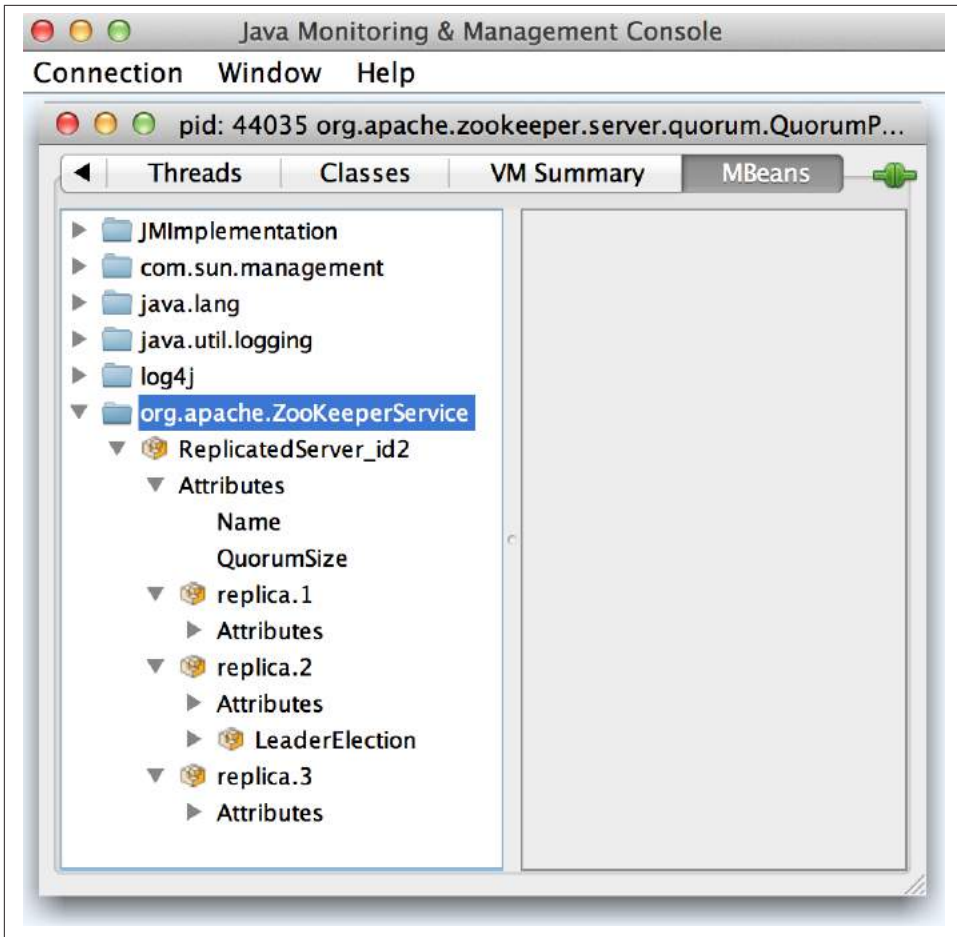 Java Monitoring & Management Console
Connection Window Help
pid: 44035 org.apache.zookeeper.server.quorum.QuorumP...
Threads Classes VM Summary MBeans
JMImplementation
com.sun.management
java.lang
java.util.logging
log4j
org.apache.ZooKeeperService
ReplicatedServer_id2
Attributes
Name
QuorumSize
replica.1
Attributes
replica.2
Attributes
LeaderElection
replica.3
Attributes